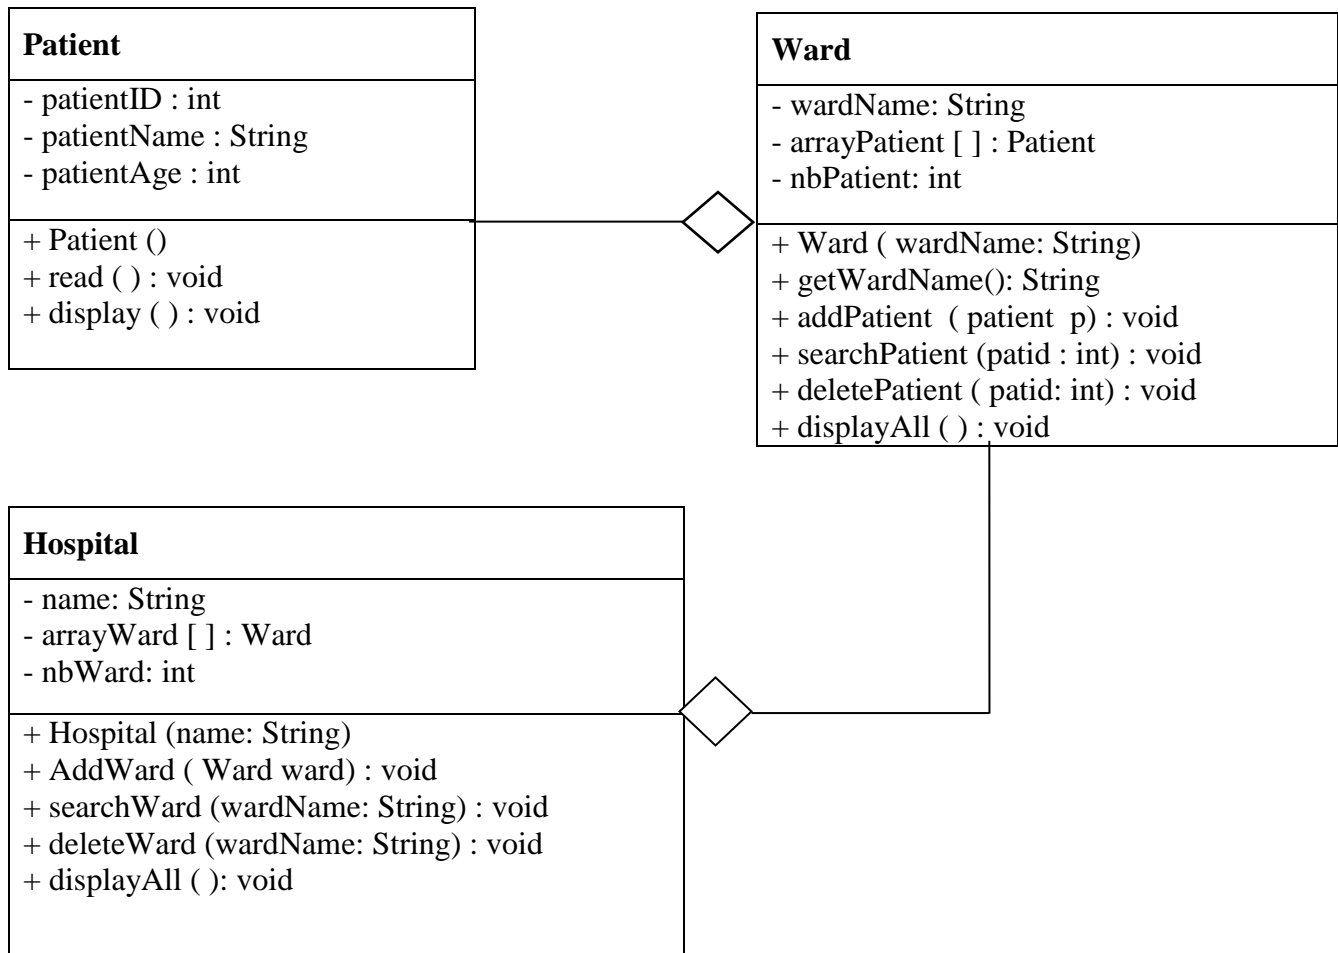 Patient
- patientID : int
- patientName : String
- patientAge : int
+ Patient ()
+ read ( ) : void
+ display ( ) : void
Ward
- wardName: String
- arrayPatient [ ] : Patient
- nbPatient: int
+ Ward ( wardName: String)
+ getWardName(): String
+ addPatient ( patient p) : void
+ searchPatient (patid : int) : void
+ deletePatient ( patid: int) : void
+ displayAll ( ) : void
Hospital
- name: String
- arrayWard [ ] : Ward
- nbWard: int
+ Hospital (name: String)
+ AddWard ( Ward ward) : void
+ searchWard (wardName: String) : void
+ deleteWard (wardName: String) : void
+ displayAll ( ): void